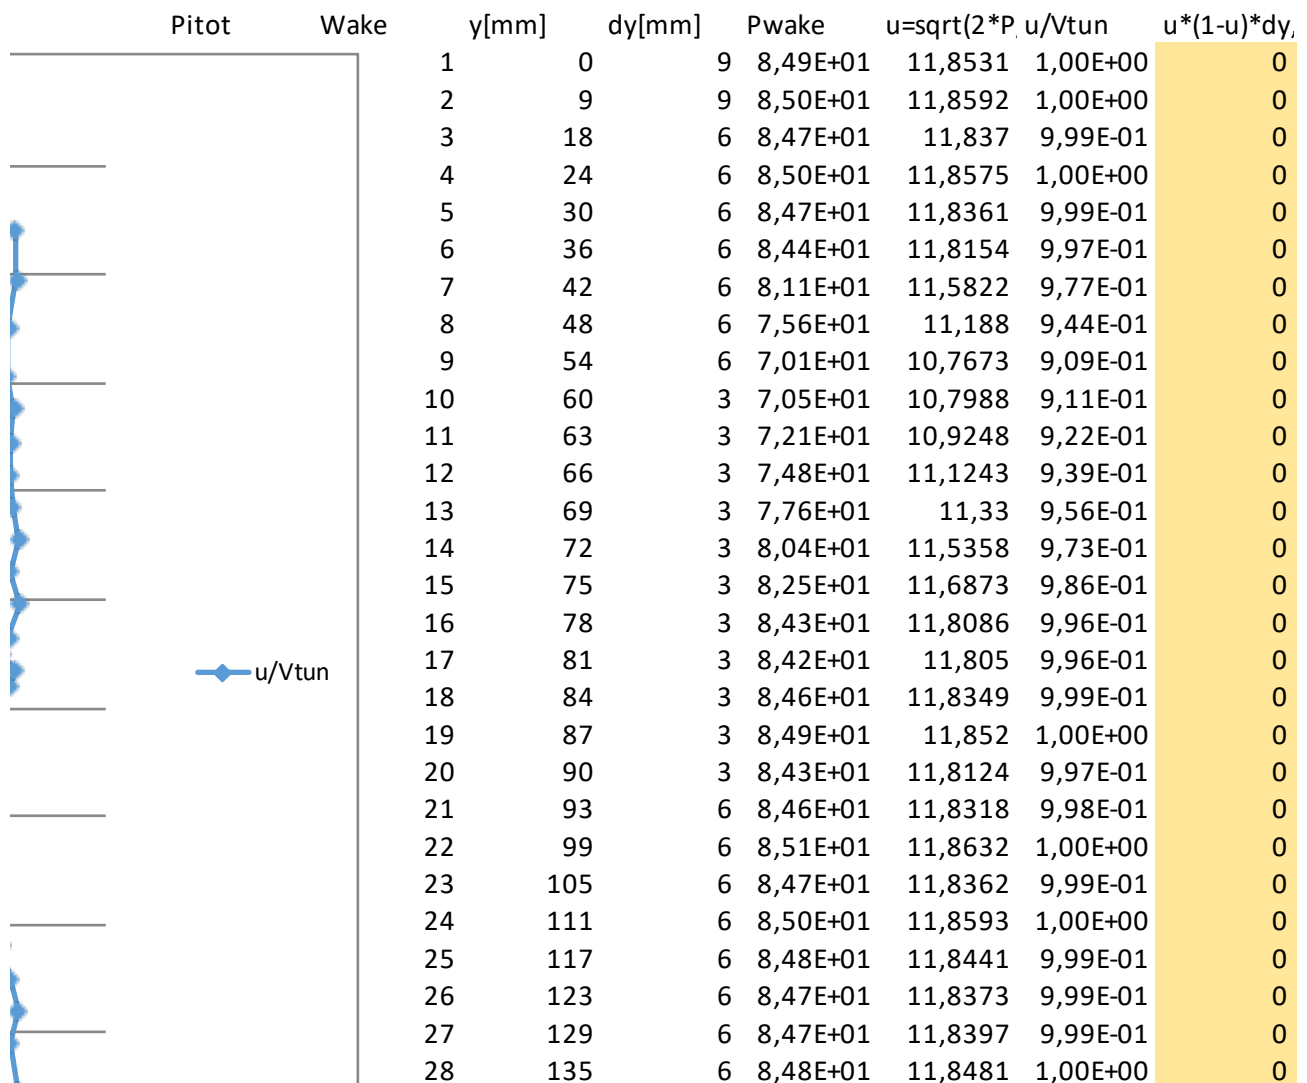 Pitot Wake y[mm] dy[mm] Pwake u=sqrt(2*P, u/Vtun u*(1-u)*dy,
1 0 9 8,49E+01 11,8531 1,00E+00 0
2 9 9 8,50E+01 11,8592 1,00E+00 0
3 18 6 8,47E+01 11,837 9,99E-01 0
4 24 6 8,50E+01 11,8575 1,00E+00 0
5 30 6 8,47E+01 11,8361 9,99E-01 0
6 36 6 8,44E+01 11,8154 9,97E-01 0
7 42 6 8,11E+01 11,5822 9,77E-01 0
8 48 6 7,56E+01 11,188 9,44E-01 0
9 54 6 7,01E+01 10,7673 9,09E-01 0
10 60 3 7,05E+01 10,7988 9,11E-01 0
11 63 3 7,21E+01 10,9248 9,22E-01 0
12 66 3 7,48E+01 11,1243 9,39E-01 0
13 69 3 7,76E+01 11,33 9,56E-01 0
14 72 3 8,04E+01 11,5358 9,73E-01 0
15 75 3 8,25E+01 11,6873 9,86E-01 0
16 78 3 8,43E+01 11,8086 9,96E-01 0
17 81 3 8,42E+01 11,805 9,96E-01 0
u/Vtun
18 84 3 8,46E+01 11,8349 9,99E-01 0
19 87 3 8,49E+01 11,852 1,00E+00 0
20 90 3 8,43E+01 11,8124 9,97E-01 0
21 93 6 8,46E+01 11,8318 9,98E-01 0
22 99 6 8,51E+01 11,8632 1,00E+00 0
23 105 6 8,47E+01 11,8362 9,99E-01 0
24 111 6 8,50E+01 11,8593 1,00E+00 0
25 117 6 8,48E+01 11,8441 9,99E-01 0
26 123 6 8,47E+01 11,8373 9,99E-01 0
27 129 6 8,47E+01 11,8397 9,99E-01 0
28 135 6 8,48E+01 11,8481 1,00E+00 0